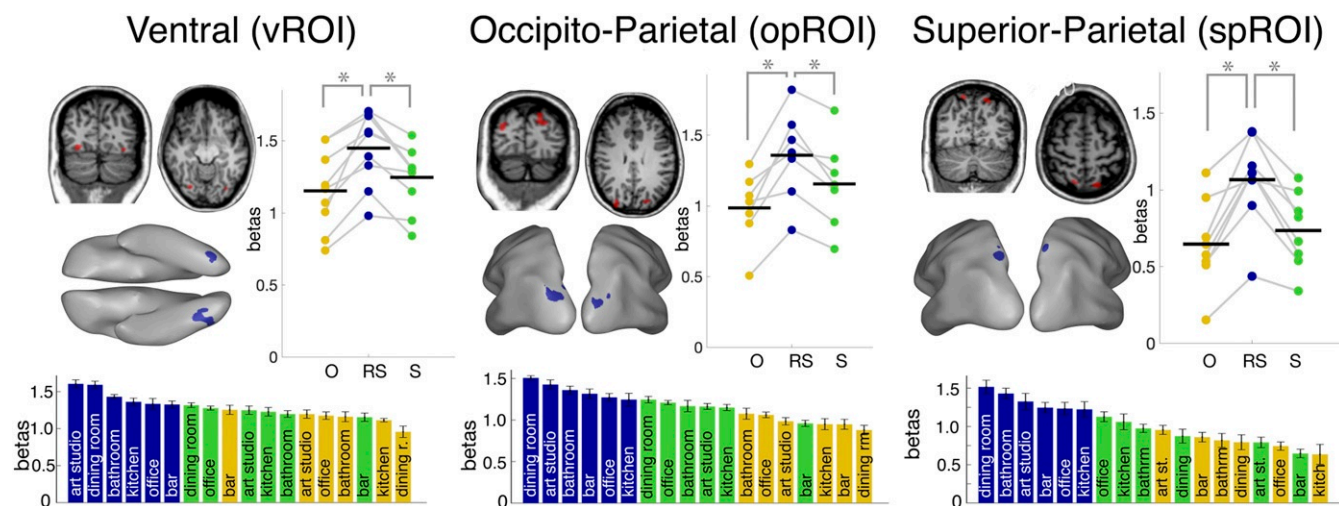 Ventral (vROI)
* *
betas
1.5
1
0.5
0
O RS S
betas
1.5
1.0
0.5
0
art studio
dining room
bathroom
kitchen
office
bar
dining room
office
bar
art studio
kitchen
bathroom
art studio
office
bathroom
bar
kitchen
dining r.
Occipito-Parietal (opROI)
* *
betas
1.5
1
0.5
0
O RS S
betas
1.5
1.0
0.5
0
dining room
art studio
bathroom
bar
office
kitchen
dining room
office
bathroom
art studio
kitchen
bathroom
office
art studio
bar
kitchen
bar
dining rm
Superior-Parietal (spROI)
* *
betas
1.5
1
0.5
0
O RS S
betas
1.5
1.0
0.5
0
dining room
bathroom
art studio
bar
office
kitchen
office
kitchen
bathrm
art st.
dining
bar
bathrm
dining
art st.
office
bar
kitch